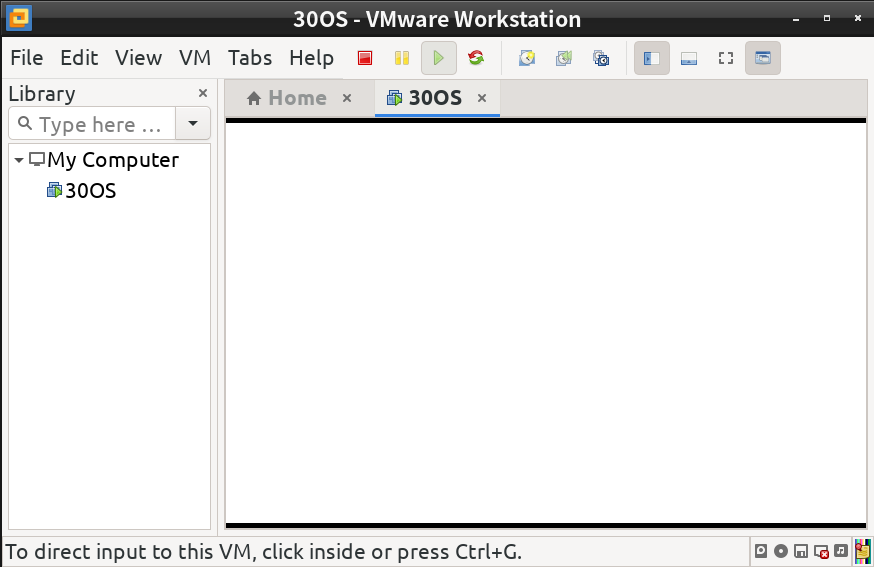 30OS - VMware Workstation
File Edit View VM Tabs Help
Library
Home
30OS
Type here ...
My Computer
30OS
To direct input to this VM, click inside or press Ctrl+G.